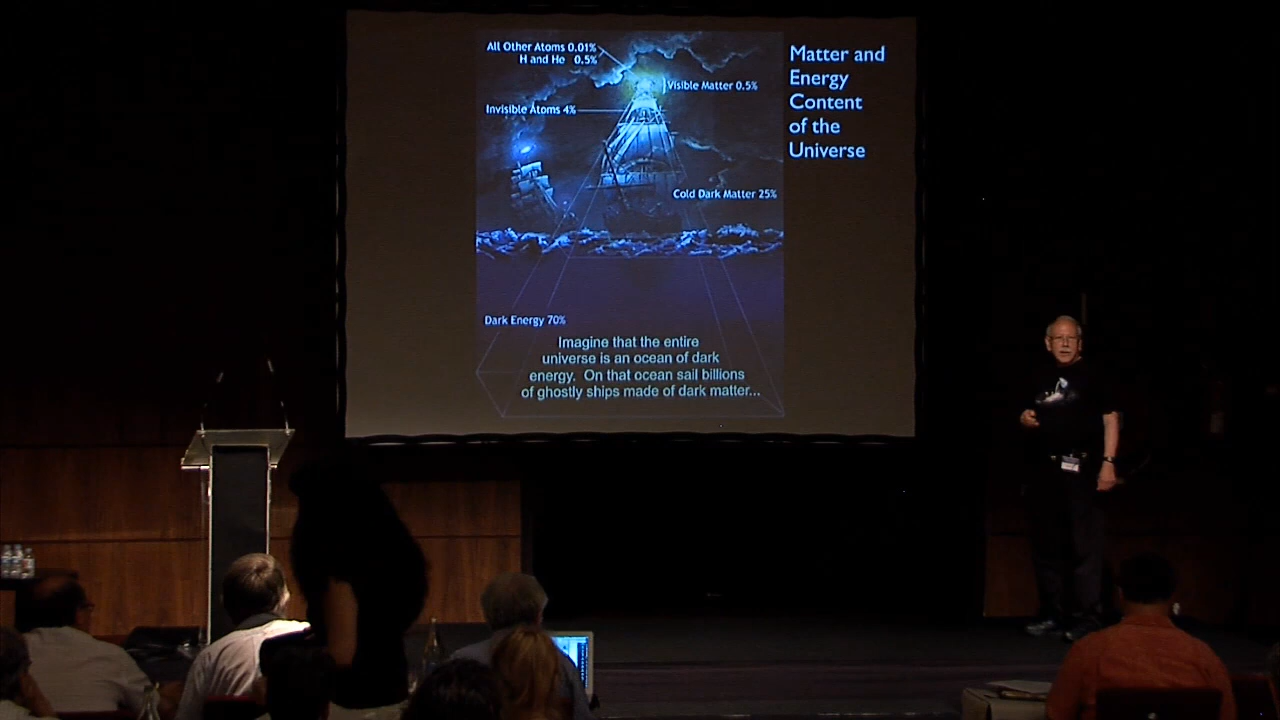 All Other Atoms 0.01%
H and He 0.5%
Visible Matter 0.5%
Invisible Atoms 4%
Cold Dark Matter 25%
Dark Energy 70%
Imagine that the entire
universe is an ocean of dark
energy. On that ocean sail billions
of ghostly ships made of dark matter...
Matter and
Energy
Content
of the
Universe